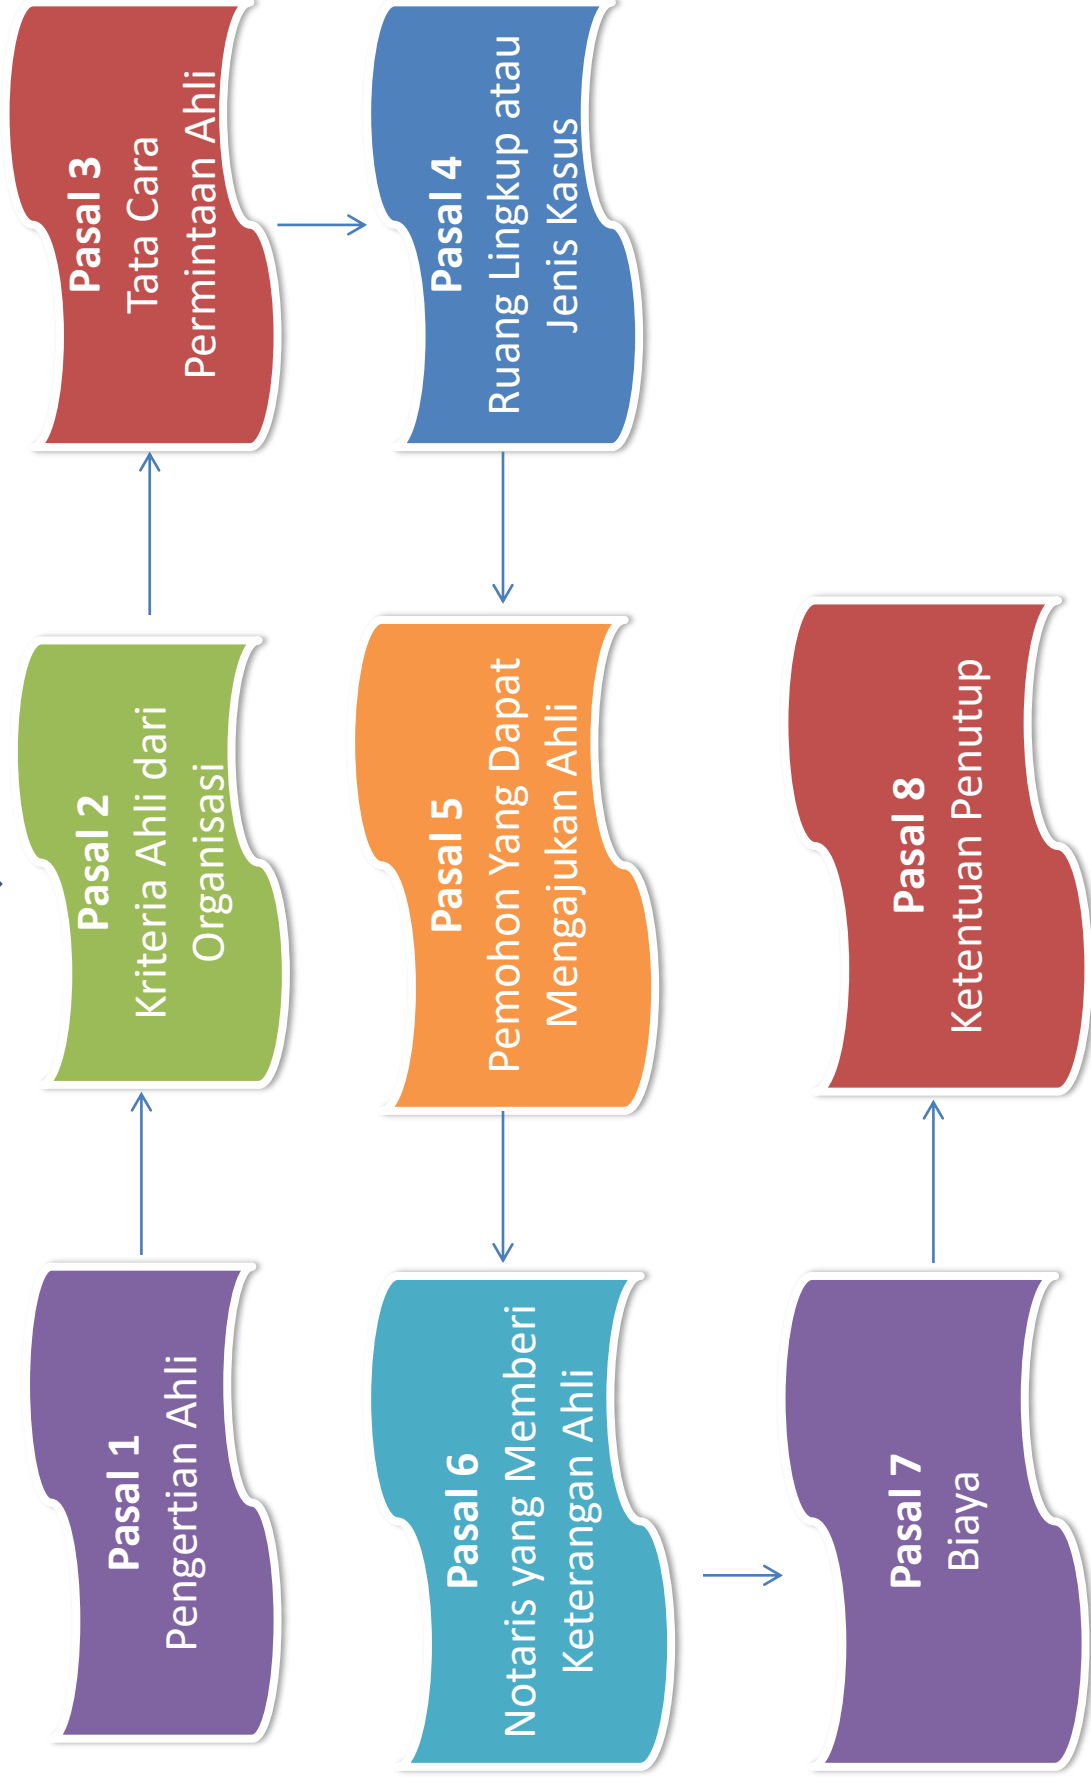 Pasal 1
Pengertian Ahli
Pasal 2
Kriteria Ahli dari
Organisasi
Pasal 3
Tata Cara
Permintaan Ahli
Pasal 4
Ruang Lingkup atau
Jenis Kasus
Pasal 5
Pemohon Yang Dapat
Mengajukan Ahli
Pasal 6
Notaris yang Memberi
Keterangan Ahli
Pasal 7
Biaya
Pasal 8
Ketentuan Penutup